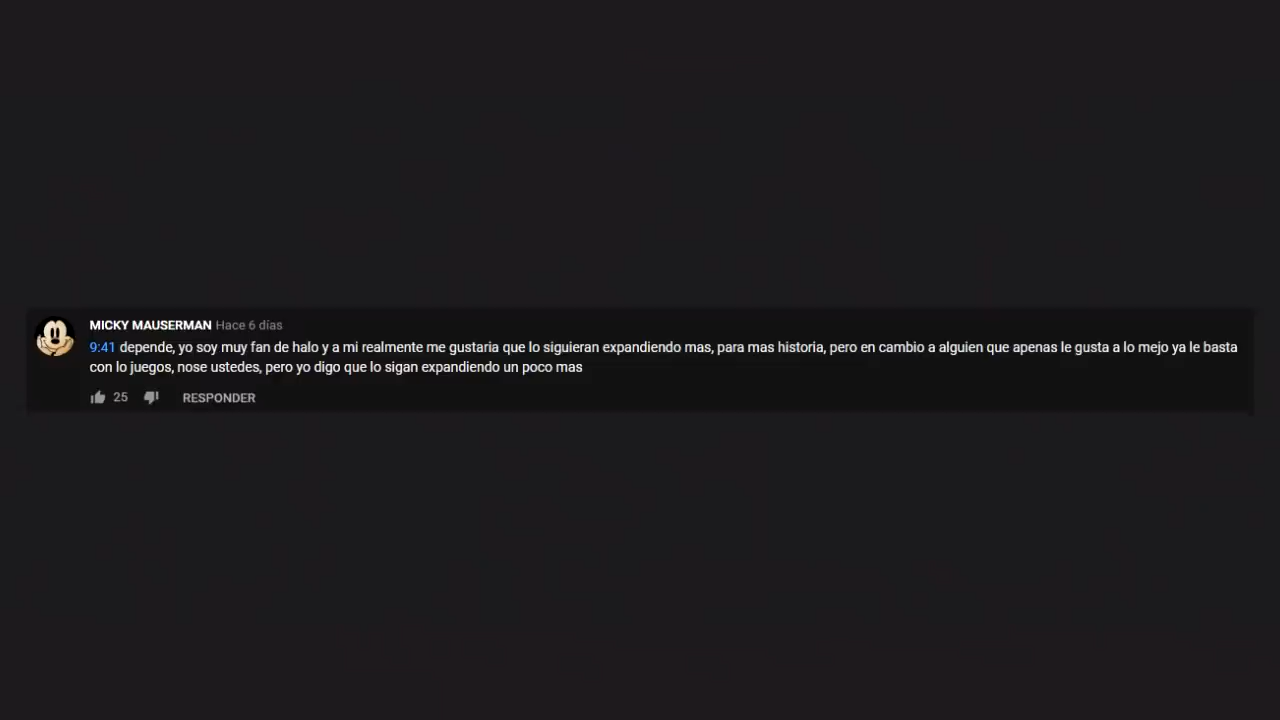 MICKY MAUSERMAN Hace 6 días
9:41 depende, yo soy muy fan de halo y a mi realmente me gustaria que lo siguieran expandiendo mas, para mas historia, pero en cambio a alguien que apenas le gusta a lo mejo ya le basta
con lo juegos, nose ustedes, pero yo digo que lo sigan expandiendo un poco mas
25 RESPONDER